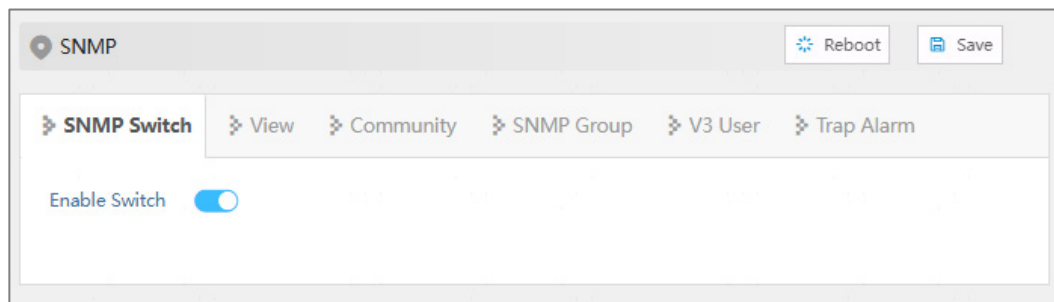 SNMP Reboot Save
SNMP Switch View Community SNMP Group V3 User Trap Alarm
Enable Switch